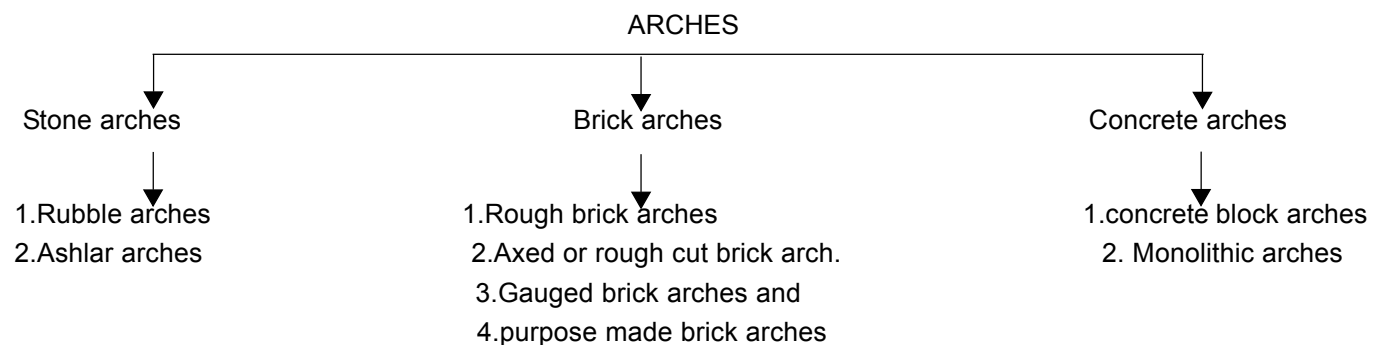 ARCHES
Stone arches
Brick arches
Concrete arches
1.Rubble arches
2.Ashlar arches
1.Rough brick arches
2.Axed or rough cut brick arch.
3.Gauged brick arches and
4.purpose made brick arches
1.concrete block arches
2. Monolithic arches